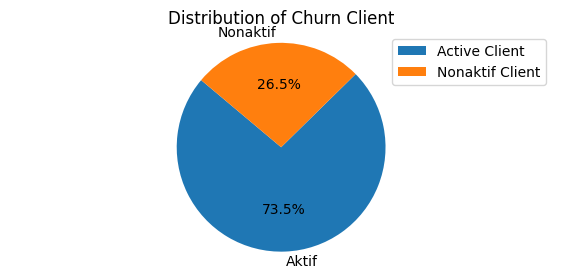 Distribution of Churn Client
Nonaktif
Active Client
Nonaktif Client
26.5%
73.5%
Aktif